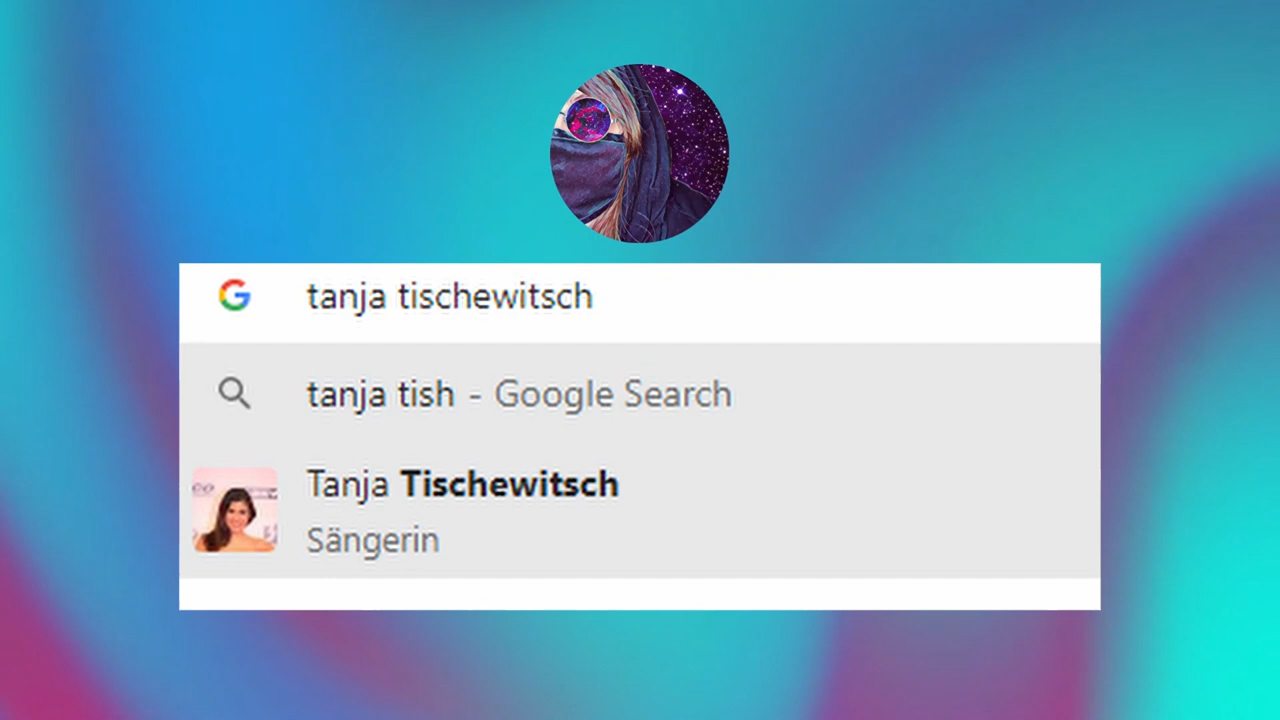 tanja tischewitsch
tanja tish - Google Search
Tanja Tischewitsch
Sängerin